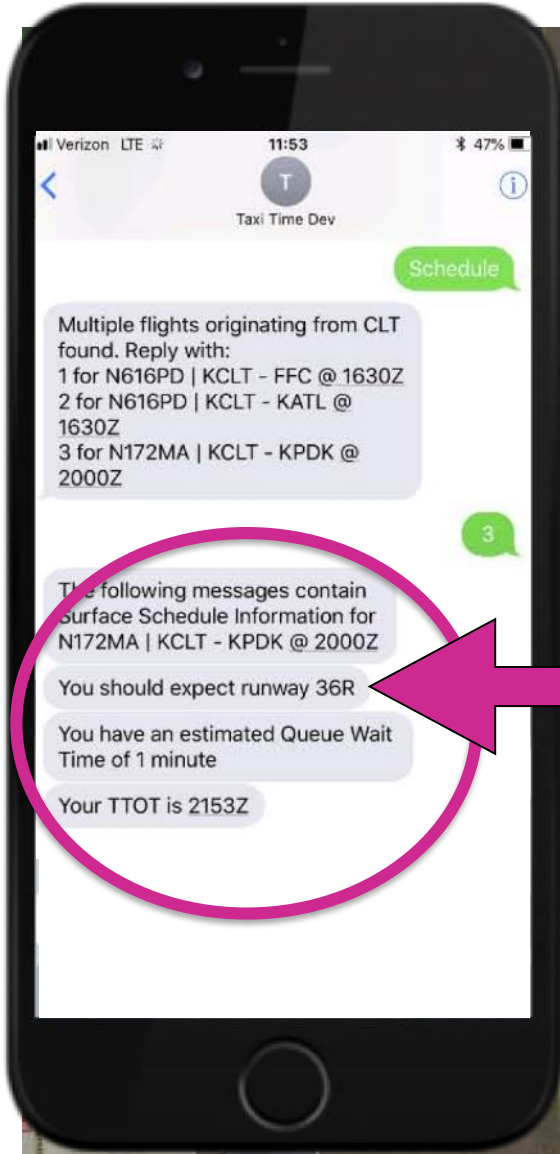 Verizon LTE 11:53 47%
T
Taxi Time Dev
Schedule
Multiple flights originating from CLT
found. Reply with:
1 for N616PD | KCLT - FFC @ 1630Z
2 for N616PD | KCLT - KATL @
1630Z
3 for N172MA | KCLT - KPDK @
2000Z
3
The following messages contain
Surface Schedule Information for
N172MA | KCLT - KPDK @ 2000Z
You should expect runway 36R
You have an estimated Queue Wait
Time of 1 minute
Your TTOT is 2153Z